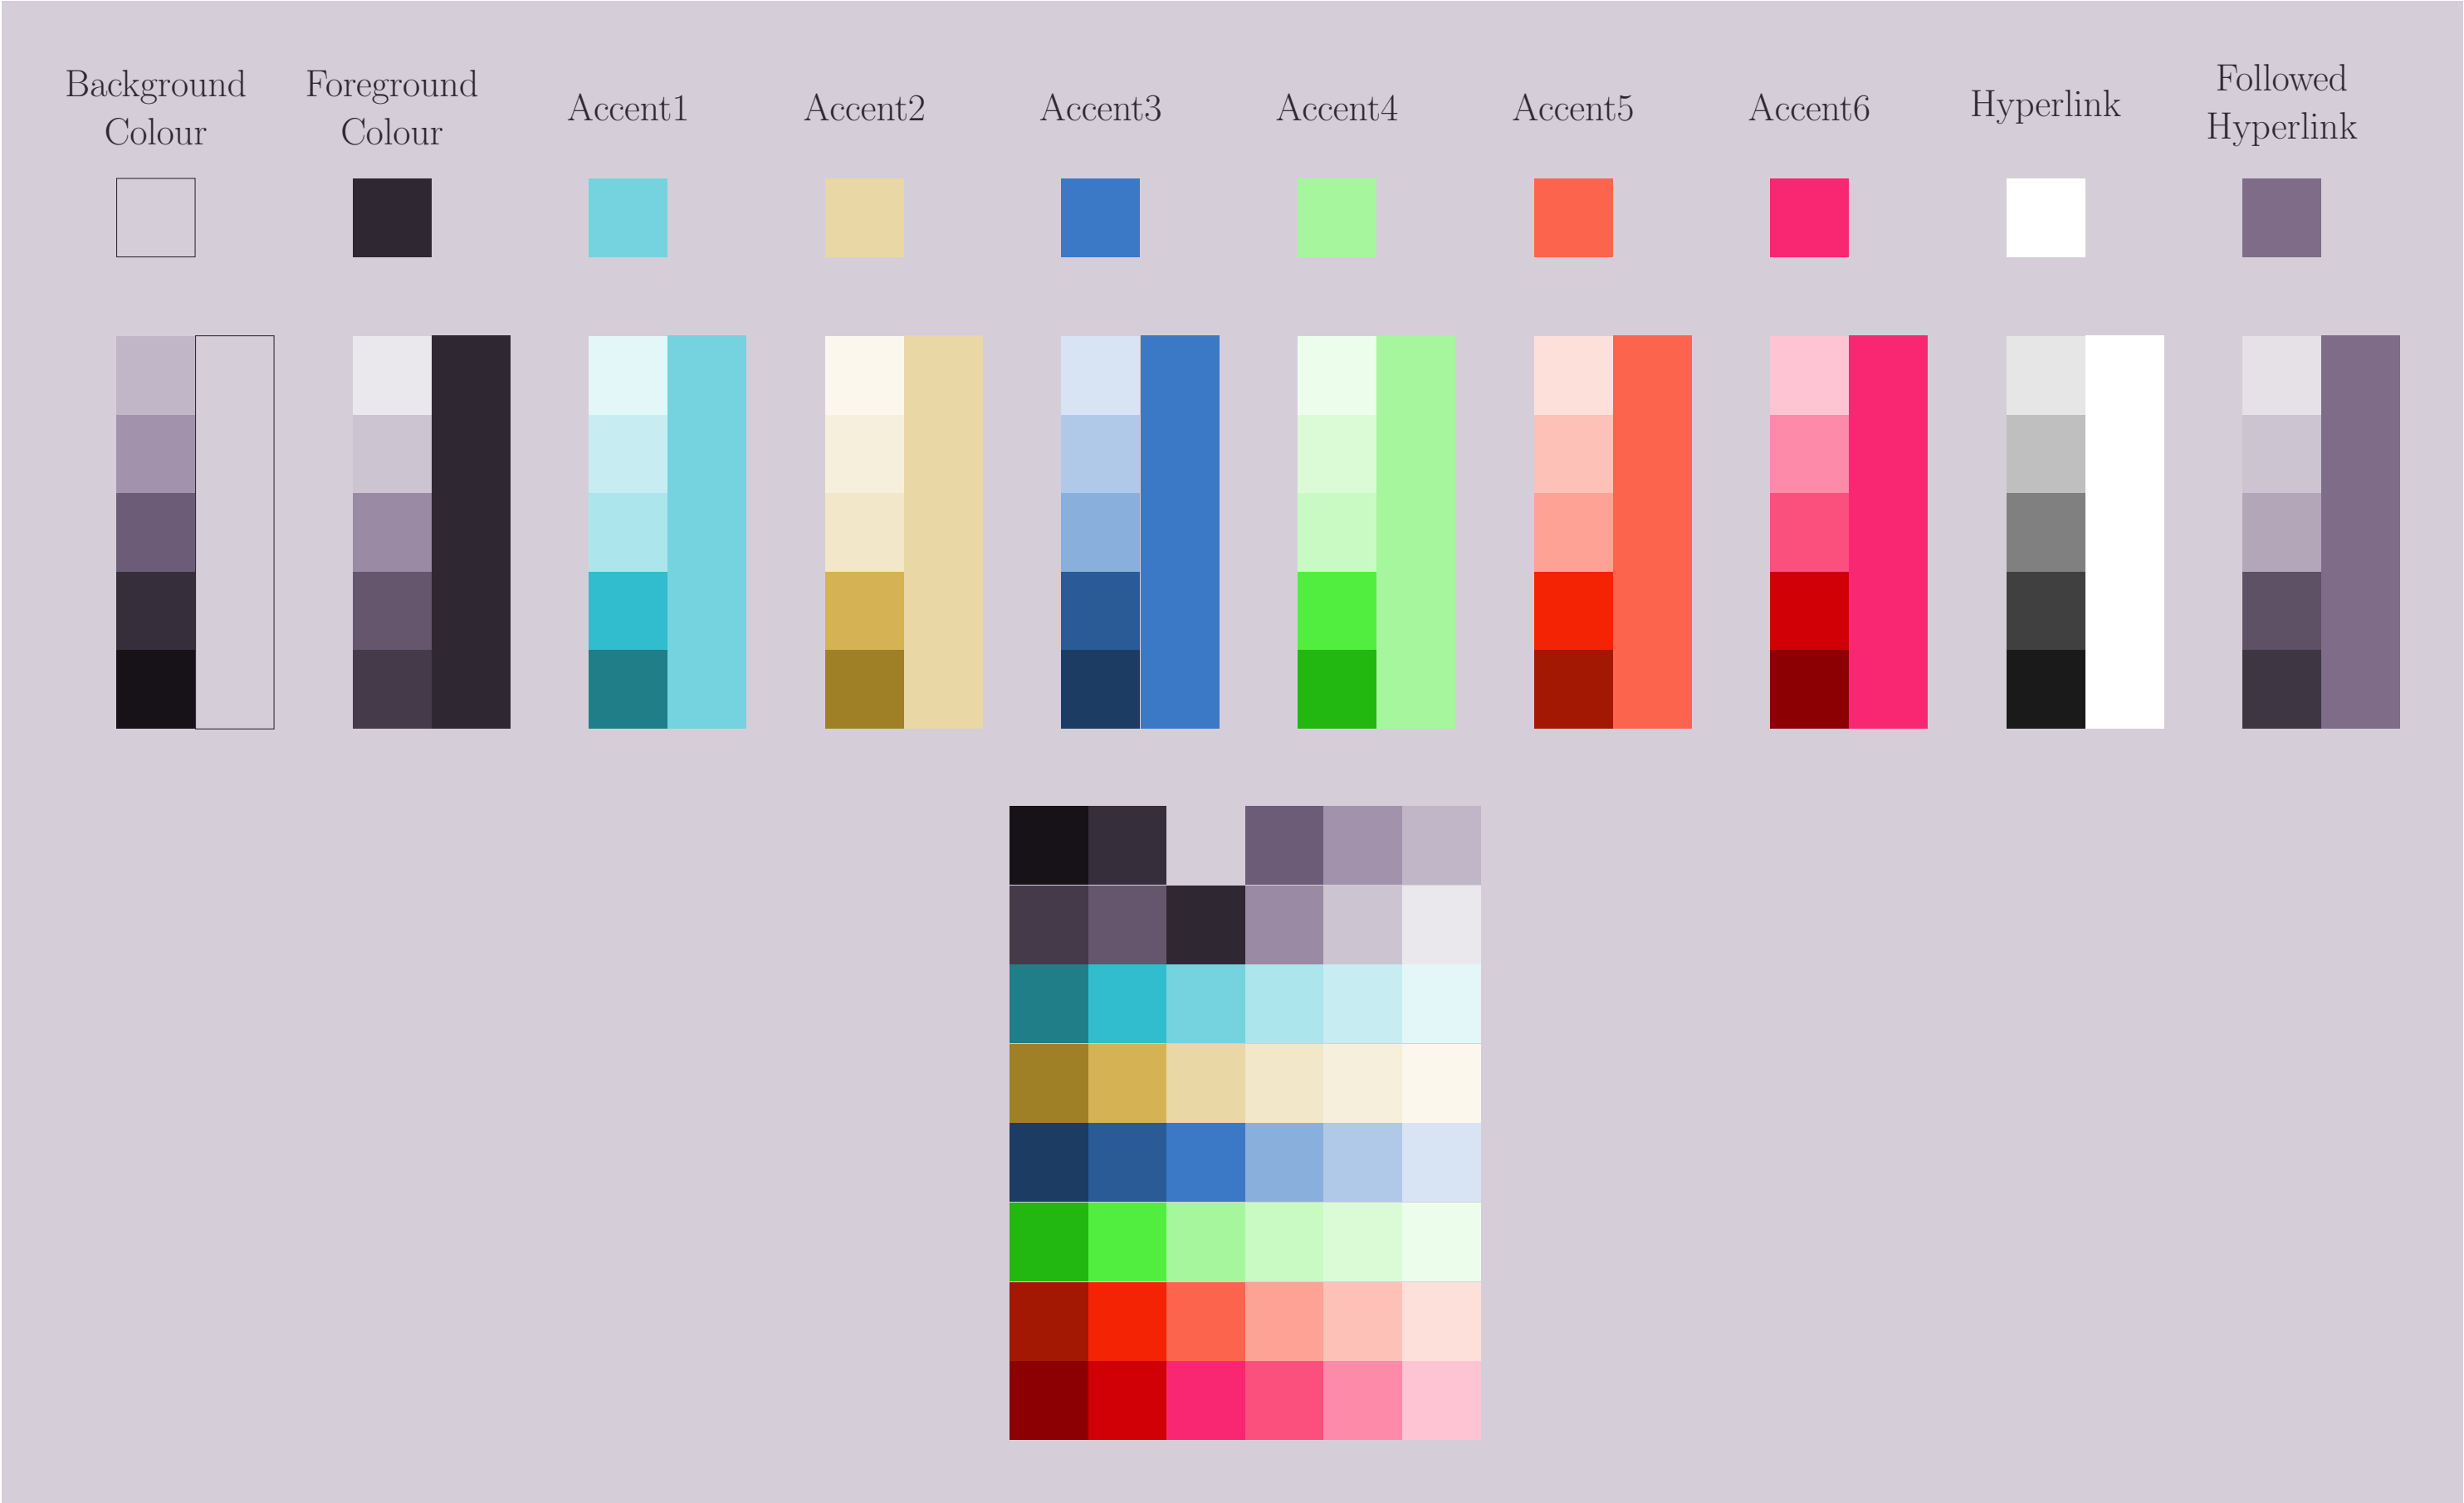 Background
Colour
Foreground
Colour
Accent1
Accent2
Accent3
Accent4
Accent5
Accent6
Hyperlink
Followed
Hyperlink